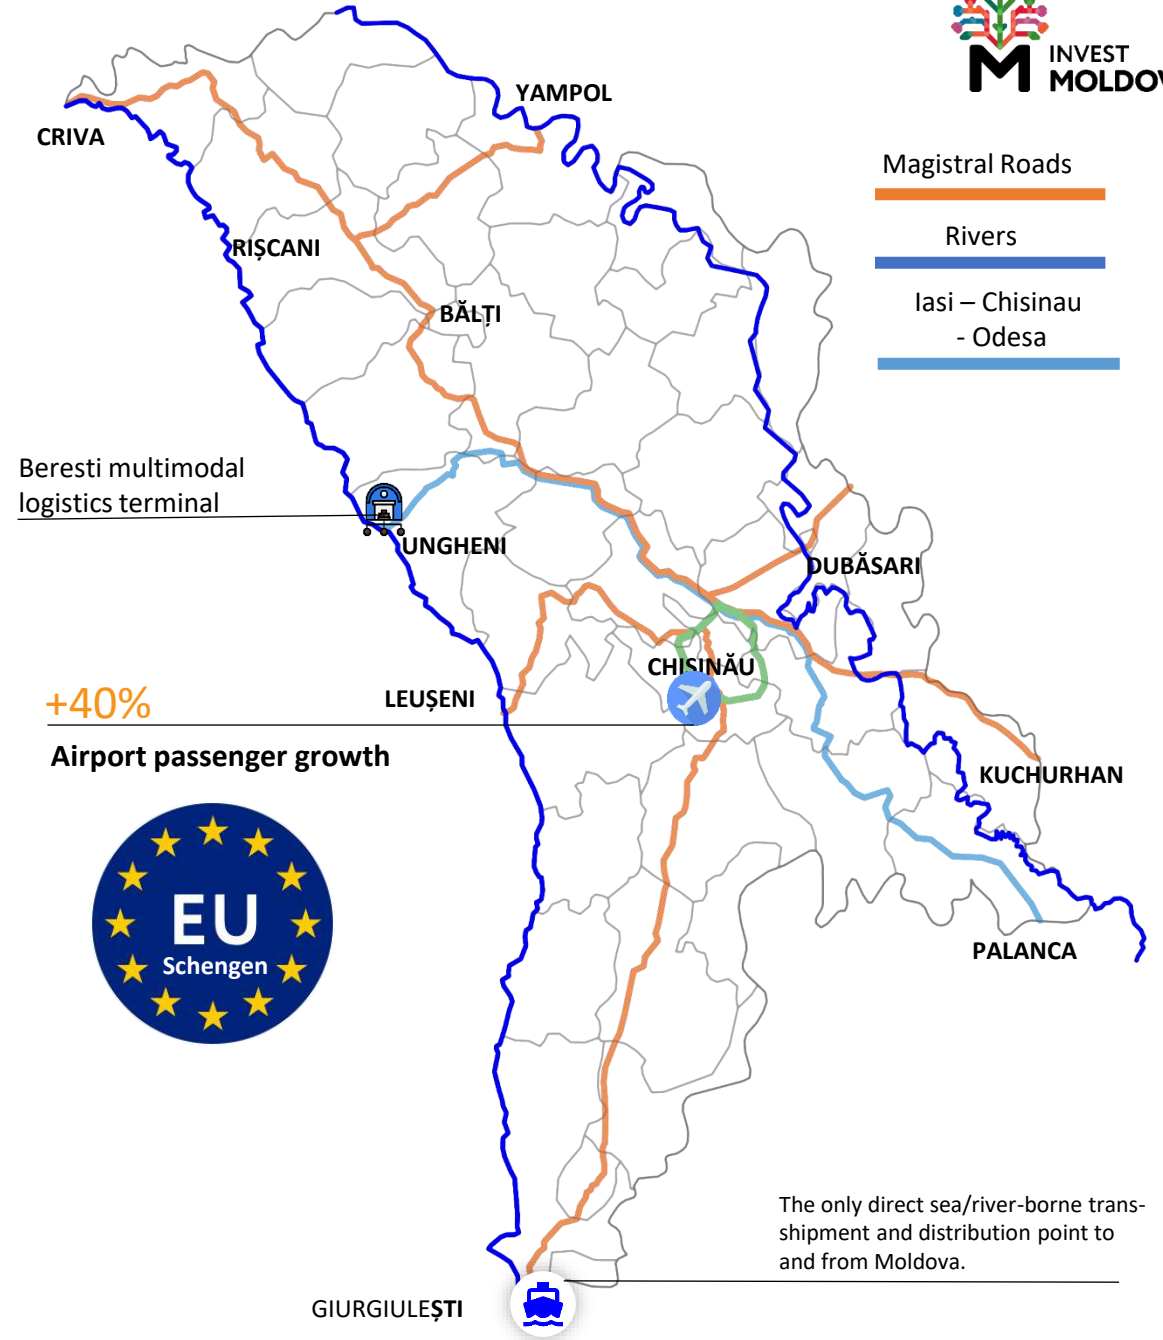 INVEST
MOLDOV
YAMPOL
CRIVA
Magistral Roads
Rivers
Iasi – Chisinau
- Odesa
RIȘCANI
BĂLȚI
Beresti multimodal
logistics terminal
UNGHENI
DUBĂSARI
CHISINĂU
LEUȘENI
+40%
Airport passenger growth
KUCHURHAN
EU
Schengen
PALANCA
The only direct sea/river-borne trans-
shipment and distribution point to
and from Moldova.
GIURGIULEȘTI